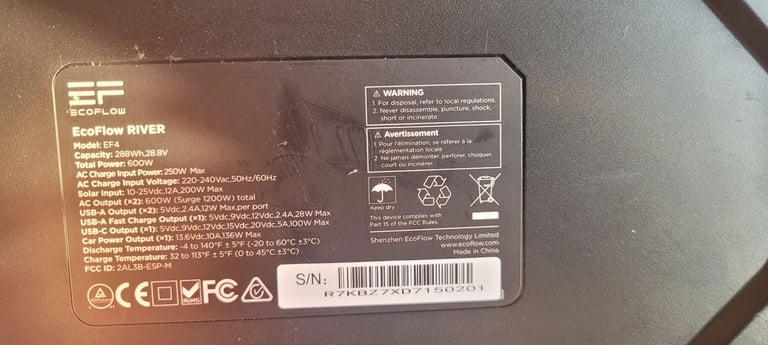 EF
ECOFLOW
EcoFlow RIVER
Model: EF4
Capacity: 288Wh,28.8V
Total Power: 600W
AC Charge Input Power: 250W Max
AC Charge Input Voltage: 220-240Vac,50Hz/60Hz
Solar Input: 10-25Vdc,12A,200W Max
AC Output (×2): 600W (Surge 1200W) total
USB-A Output (×2): 5Vdc,2.4A,12W Max,per port
USB-A Fast Charge Output (×1): 5Vdc,9Vdc,12Vdc,2.4A,28W Max
USB-C Output (×1): 5Vdc,9Vdc,12Vdc,15Vdc,20Vdc,5A,100W Max
Car Power Output (×1): 13.6Vdc,10A,136W Max
Discharge Temperature: -4 to 140°F ± 5°F (-20 to 60°C ±3°C)
Charge Temperature: 32 to 113°F ± 5°F (0 to 45°C ±3°C)
FCC ID: 2AL3B-ESP-M
CE
RoHS
FC
WARNING
1. For disposal, refer to local regulations.
2. Never disassemble, puncture, shock,
short or incinerate.
Avertissement
1. Pour l'élimination, se référer à la
réglementation locale.
2. Ne jamais démonter, perforer, choquer,
court ou incinérer.
Keep dry
This device complies with
Part 15 of the FCC Rules.
Shenzhen EcoFlow Technology Limited
www.ecoflow.com
Made in China
S/N:
R7KBZ7XD7150201